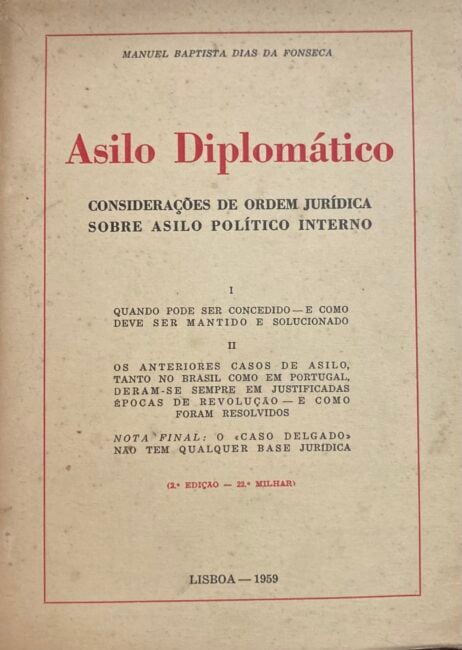 MANUEL BAPTISTA DIAS DA FONSECA
Asilo Diplomático
CONSIDERAÇÕES DE ORDEM JURÍDICA
SOBRE ASILO POLÍTICO INTERNO
I
QUANDO PODE SER CONCEDIDO — E COMO
DEVE SER MANTIDO E SOLUCIONADO
II
OS ANTERIORES CASOS DE ASILO,
TANTO NO BRASIL COMO EM PORTUGAL,
DERAM-SE SEMPRE EM JUSTIFICADAS
ÉPOCAS DE REVOLUÇÃO — E COMO
FORAM RESOLVIDOS
NOTA FINAL: O «CASO DELGADO»
NÃO TEM QUALQUER BASE JURÍDICA
(2.ª EDIÇÃO — 22.º MILHAR)
LISBOA — 1959